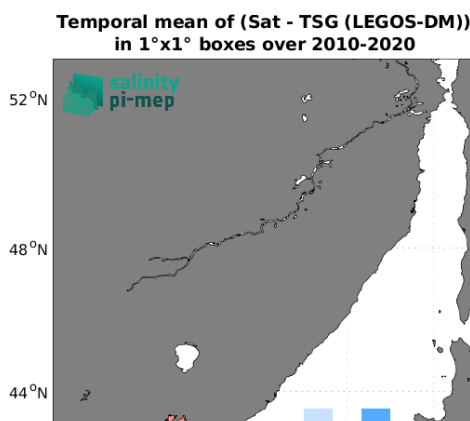 Temporal mean of (Sat - TSG (LEGOS-DM))
in 1°x1° boxes over 2010-2020
salinity
pi-mep
52°N
48°N
44°N